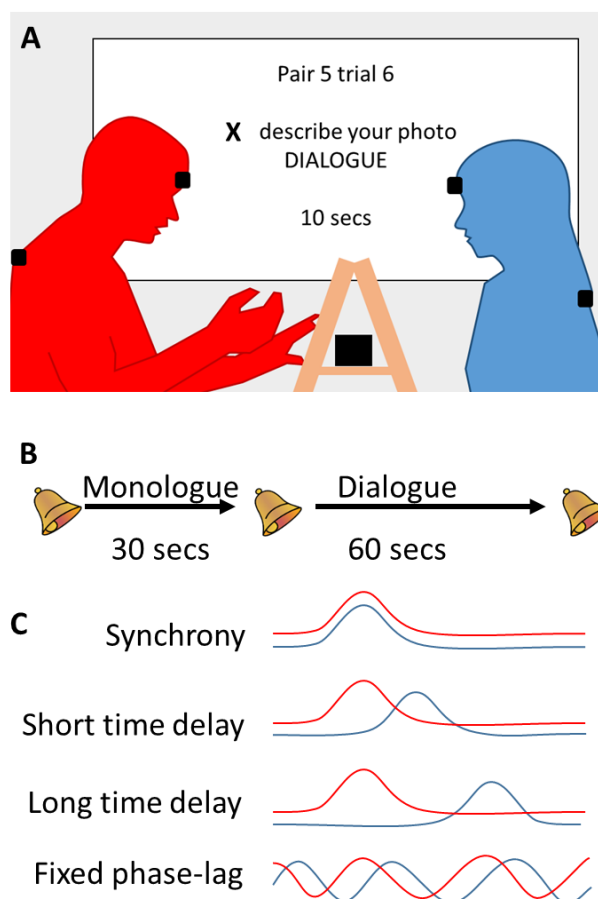 A
Pair 5 trial 6
X describe your photo
DIALOGUE
10 secs
B
Monologue
Dialogue
30 secs
60 secs
C
Synchrony
Short time delay
Long time delay
Fixed phase-lag